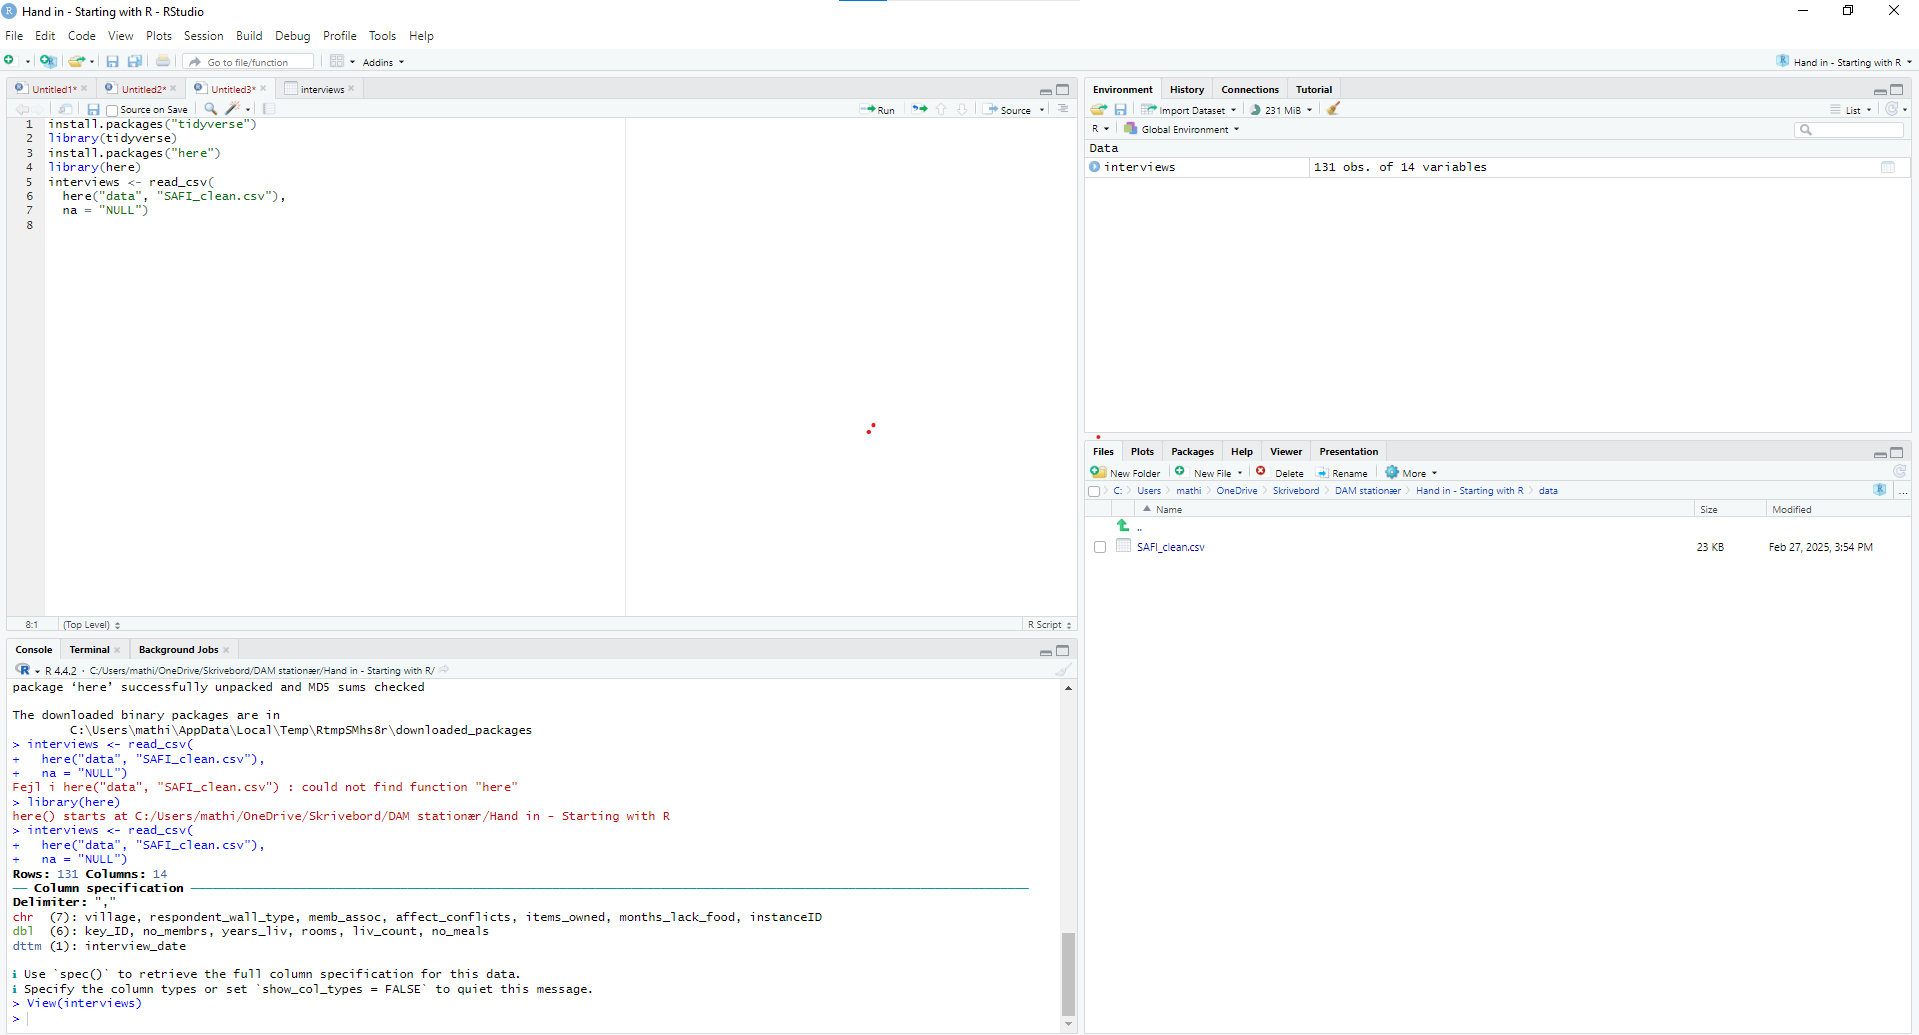 Hand in - Starting with R - RStudio
File Edit Code View Plots Session Build Debug Profile Tools Help
Go to file/function Addins Hand in - Starting with R
Untitled1* Untitled2* Untitled3* interviews
Source on Save Run Source
1 install.packages("tidyverse")
2 library(tidyverse)
3 install.packages("here")
4 library(here)
5 interviews <- read_csv(
6 here("data", "SAFI_clean.csv"),
7 na = "NULL")
8
8:1 (Top Level) R Script
Console Terminal Background Jobs
R 4.4.2 · C:/Users/mathi/OneDrive/Skrivebord/DAM stationær/Hand in - Starting with R/
package ‘here’ successfully unpacked and MD5 sums checked
The downloaded binary packages are in
C:\Users\mathi\AppData\Local\Temp\RtmpSMhs8r\downloaded_packages
> interviews <- read_csv(
+ here("data", "SAFI_clean.csv"),
+ na = "NULL")
Fejl i here("data", "SAFI_clean.csv") : could not find function "here"
> library(here)
here() starts at C:/Users/mathi/OneDrive/Skrivebord/DAM stationær/Hand in - Starting with R
> interviews <- read_csv(
+ here("data", "SAFI_clean.csv"),
+ na = "NULL")
Rows: 131 Columns: 14
── Column specification ──────────
Delimiter: ","
chr (7): village, respondent_wall_type, memb_assoc, affect_conflicts, items_owned, months_lack_food, instanceID
dbl (6): key_ID, no_membrs, years_liv, rooms, liv_count, no_meals
dttm (1): interview_date
ℹ Use `spec()` to retrieve the full column specification for this data.
ℹ Specify the column types or set `show_col_types = FALSE` to quiet this message.
> View(interviews)
>
Environment History Connections Tutorial
Import Dataset 231 MiB List
R Global Environment
Data
interviews 131 obs. of 14 variables
Files Plots Packages Help Viewer Presentation
New Folder New File Delete Rename More
C: Users mathi OneDrive Skrivebord DAM stationær Hand in - Starting with R data ...
Name Size Modified
..
SAFI_clean.csv 23 KB Feb 27, 2025, 3:54 PM